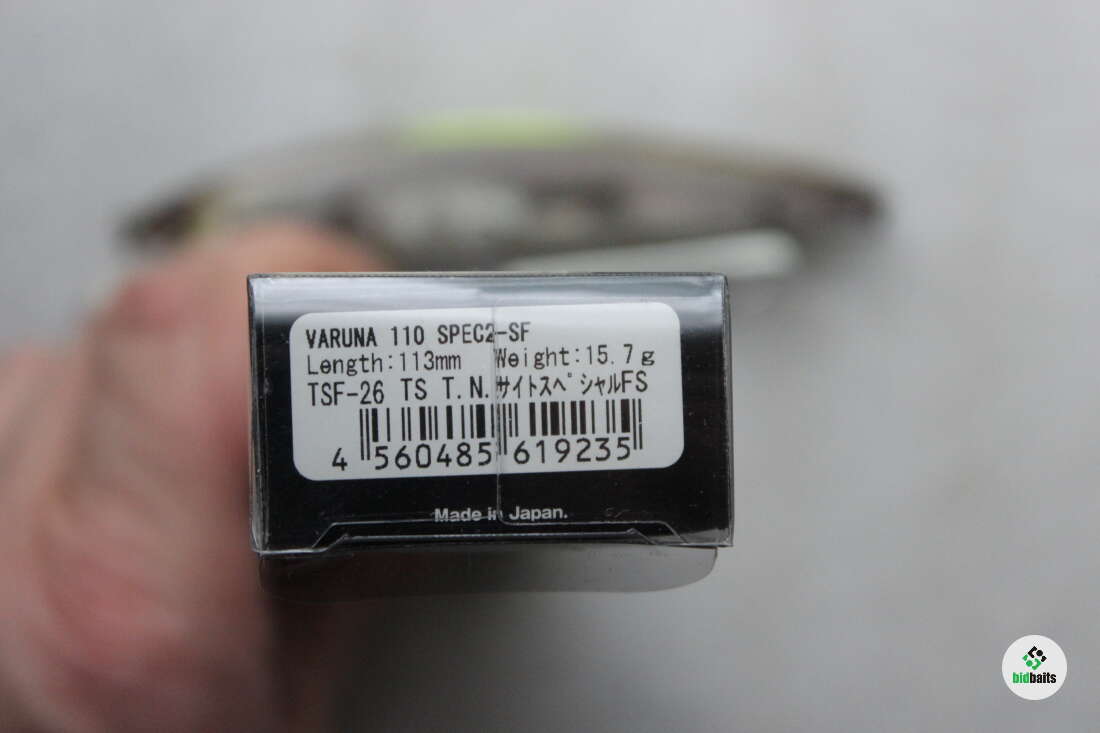 VARUNA 110 SPEC2-SF
Length:113mm Weight:15.7g
TSF-26 TS T.N.サイトスペシャルFS
4 560485 619235
Made in Japan.
bidbaits